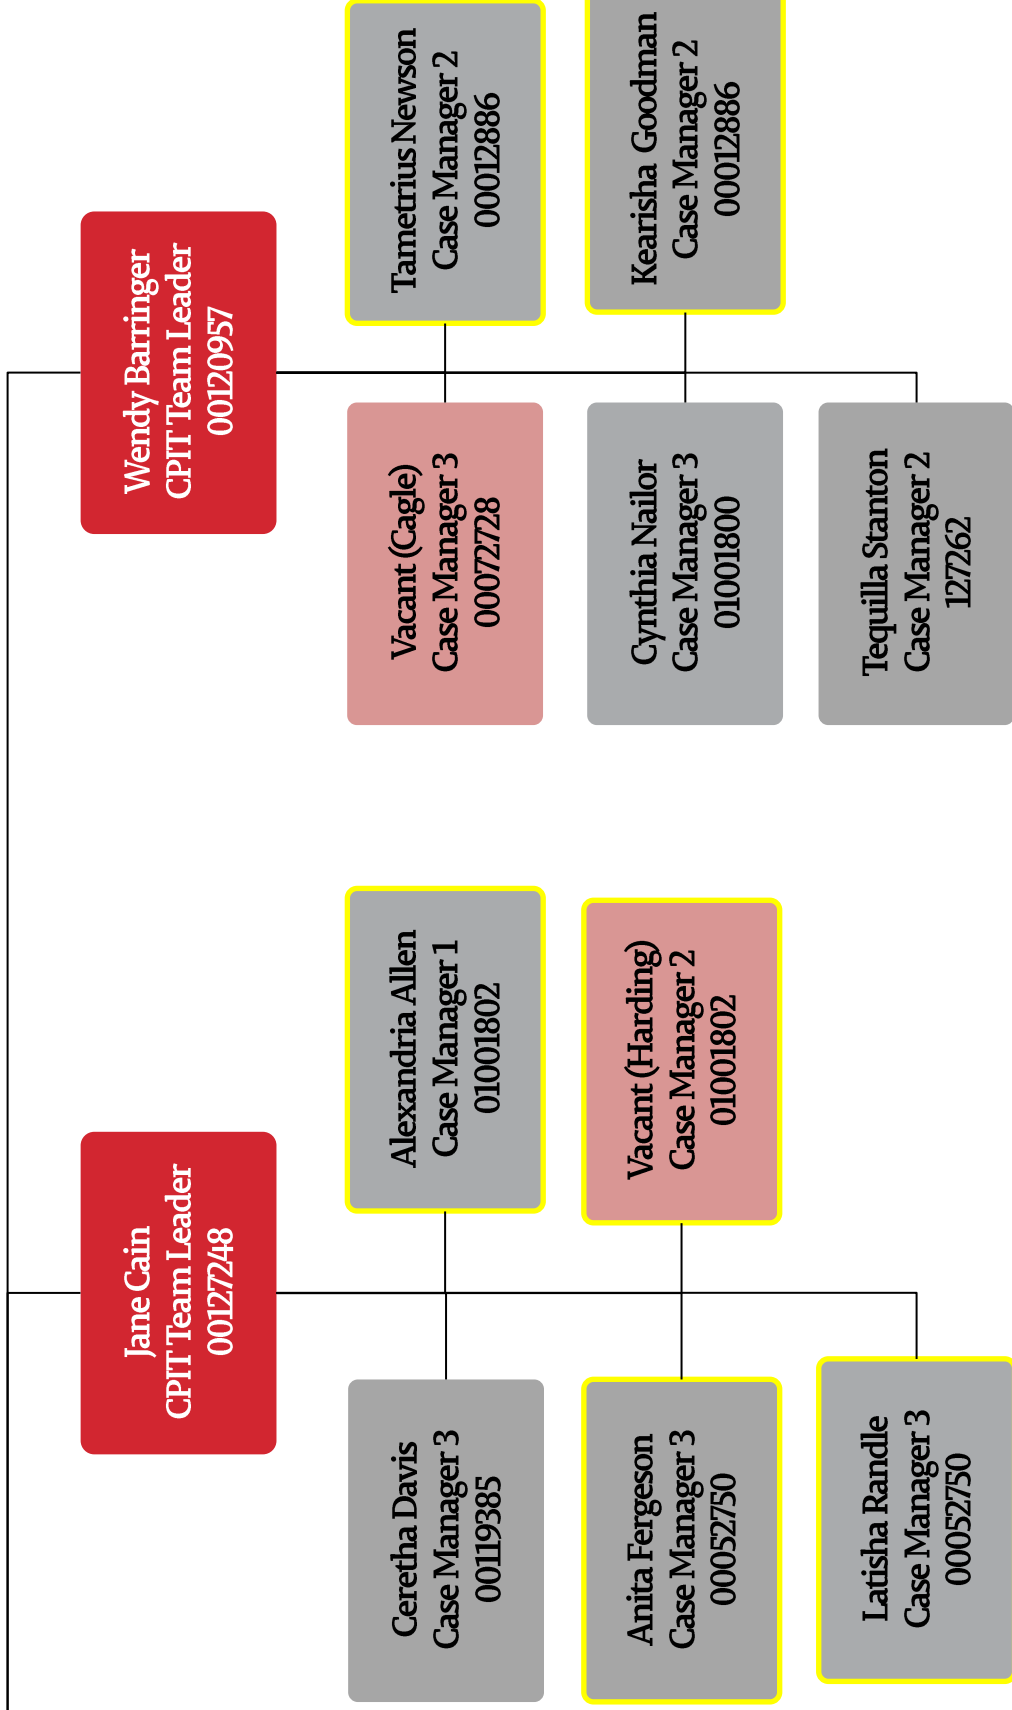 Jane Cain
CPIT Team Leader
00127248
Ceretha Davis
Case Manager 3
00119385
Alexandria Allen
Case Manager 1
01001802
Anita Fergeson
Case Manager 3
00052750
Vacant (Harding)
Case Manager 2
01001802
Latisha Randle
Case Manager 3
00052750
Wendy Barringer
CPIT Team Leader
00120957
Vacant (Cagle)
Case Manager 3
00072728
Tametrius Newson
Case Manager 2
00012886
Cynthia Nailor
Case Manager 3
01001800
Kearisha Goodman
Case Manager 2
00012886
Tequilla Stanton
Case Manager 2
127262